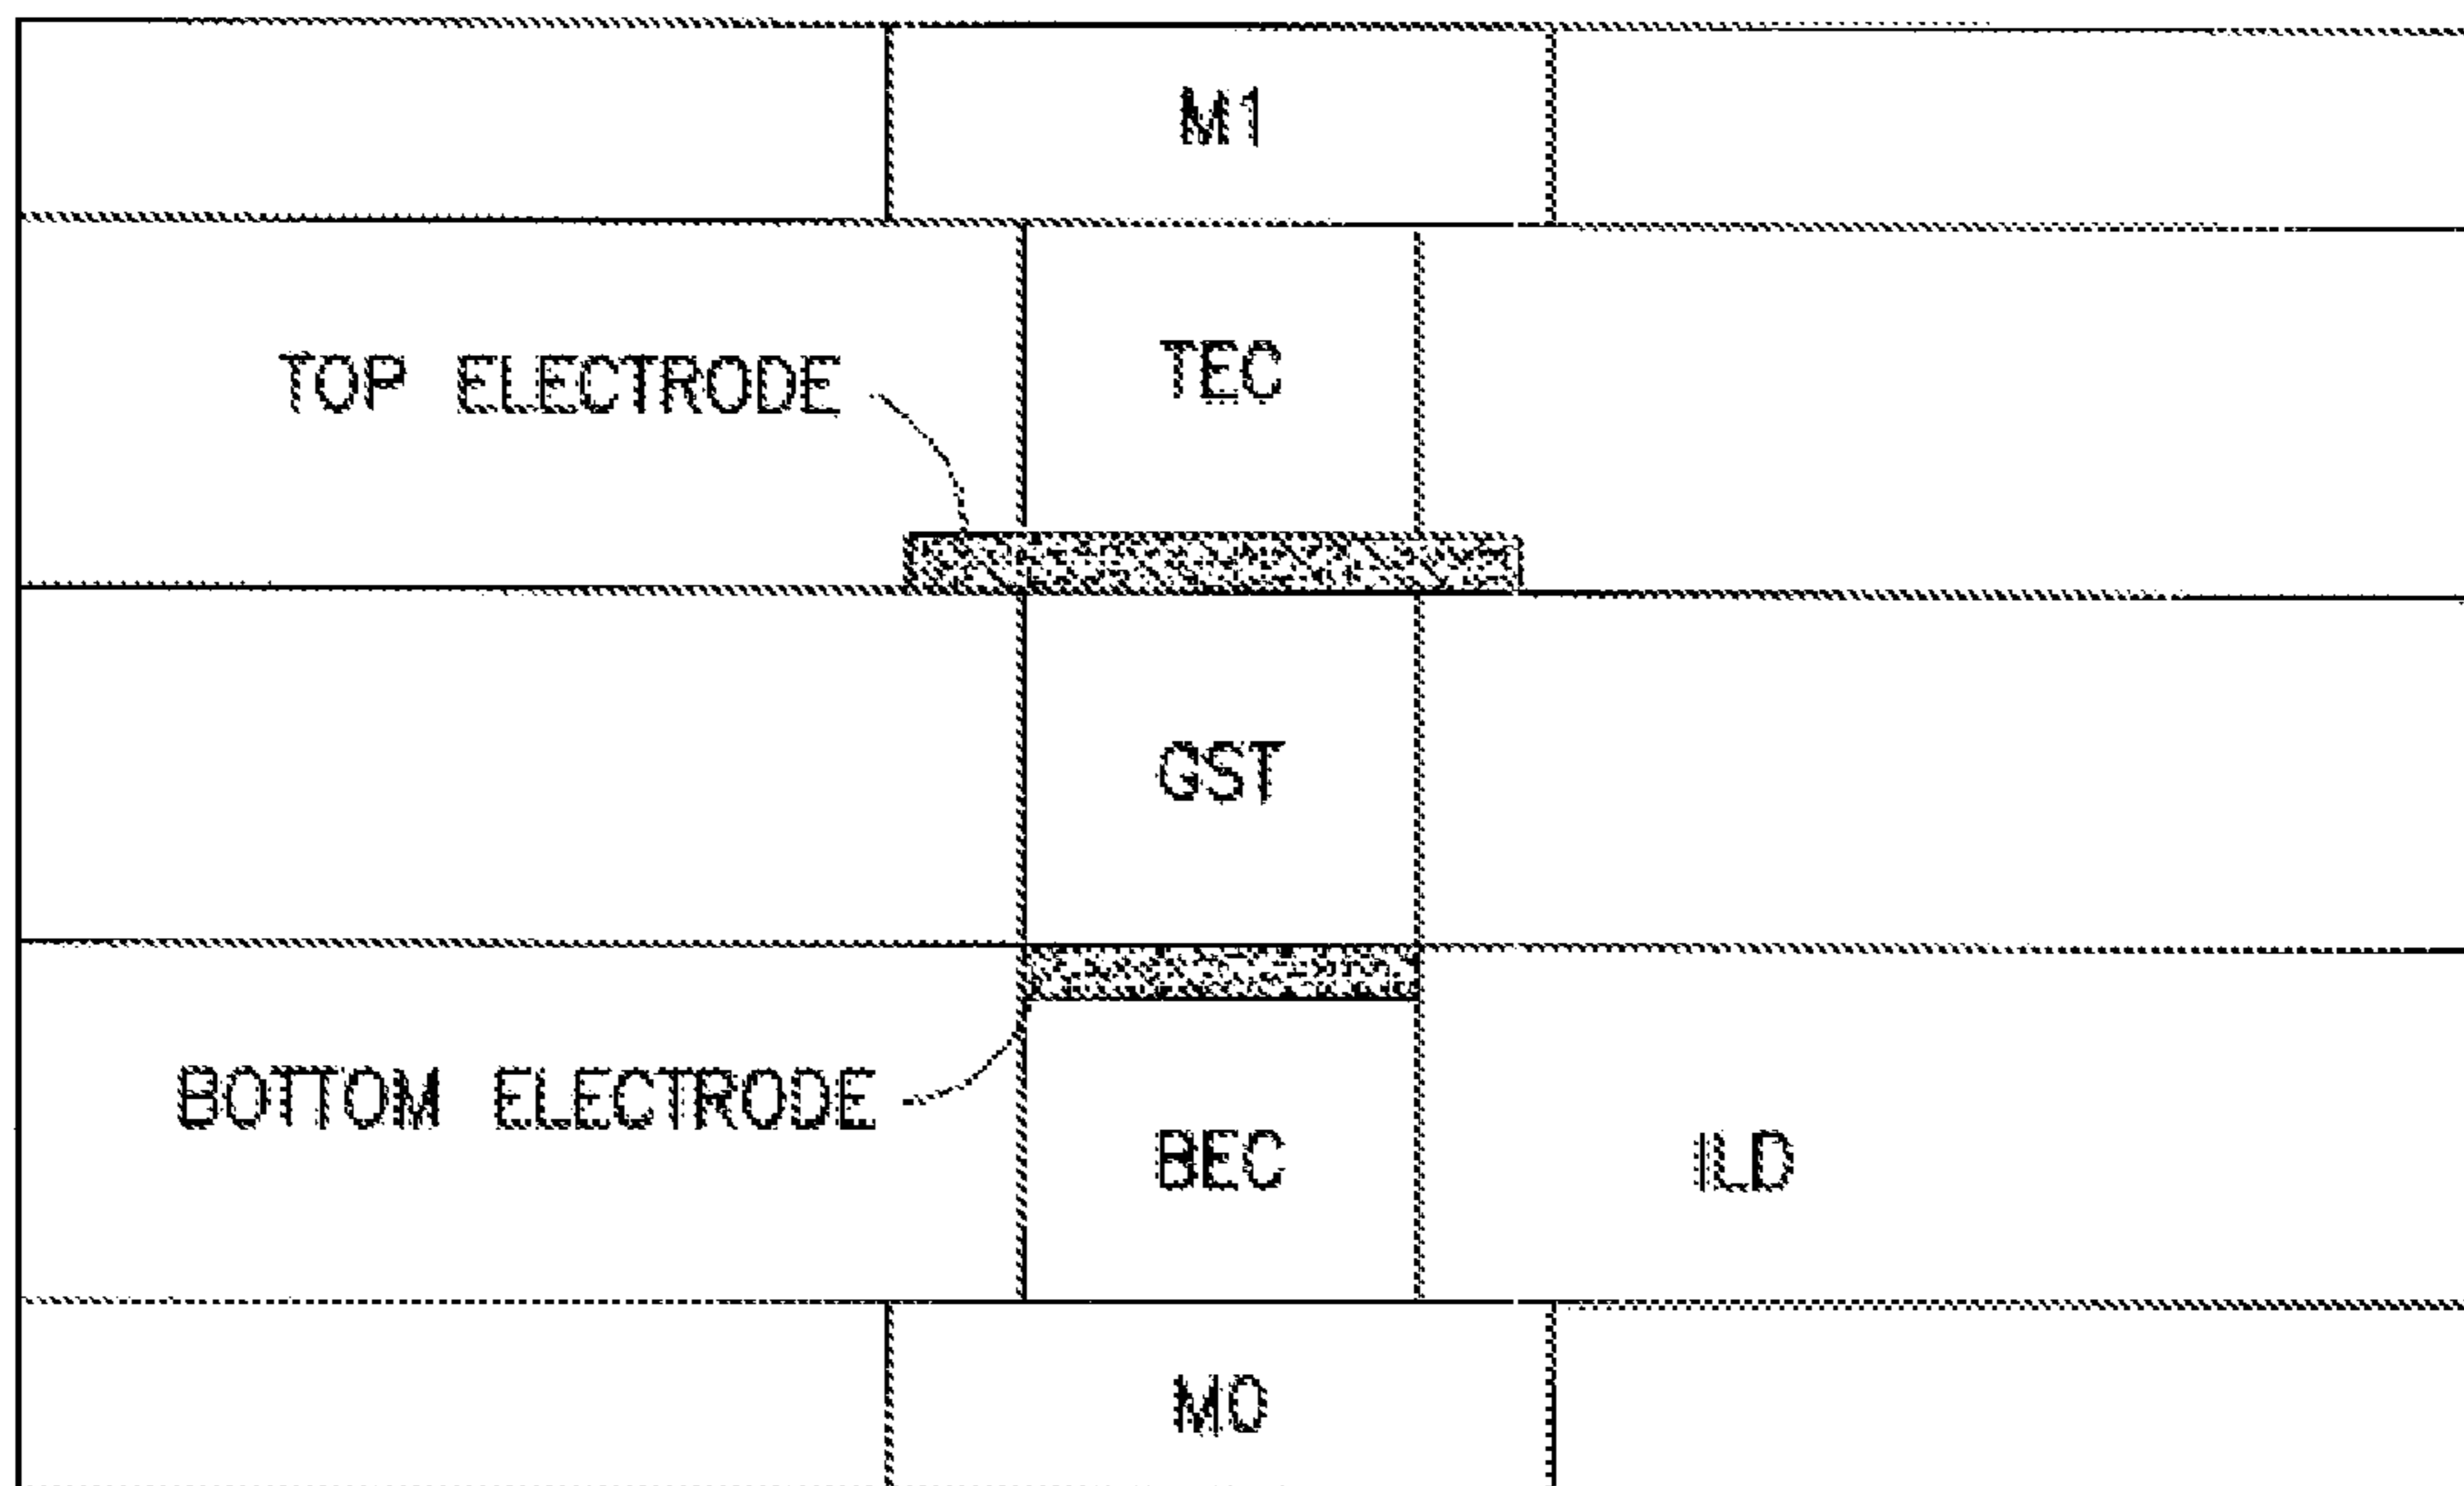 M1
TOP ELECTRODE
TEC
GST
BOTTOM ELECTRODE
BEC
ILD
M0